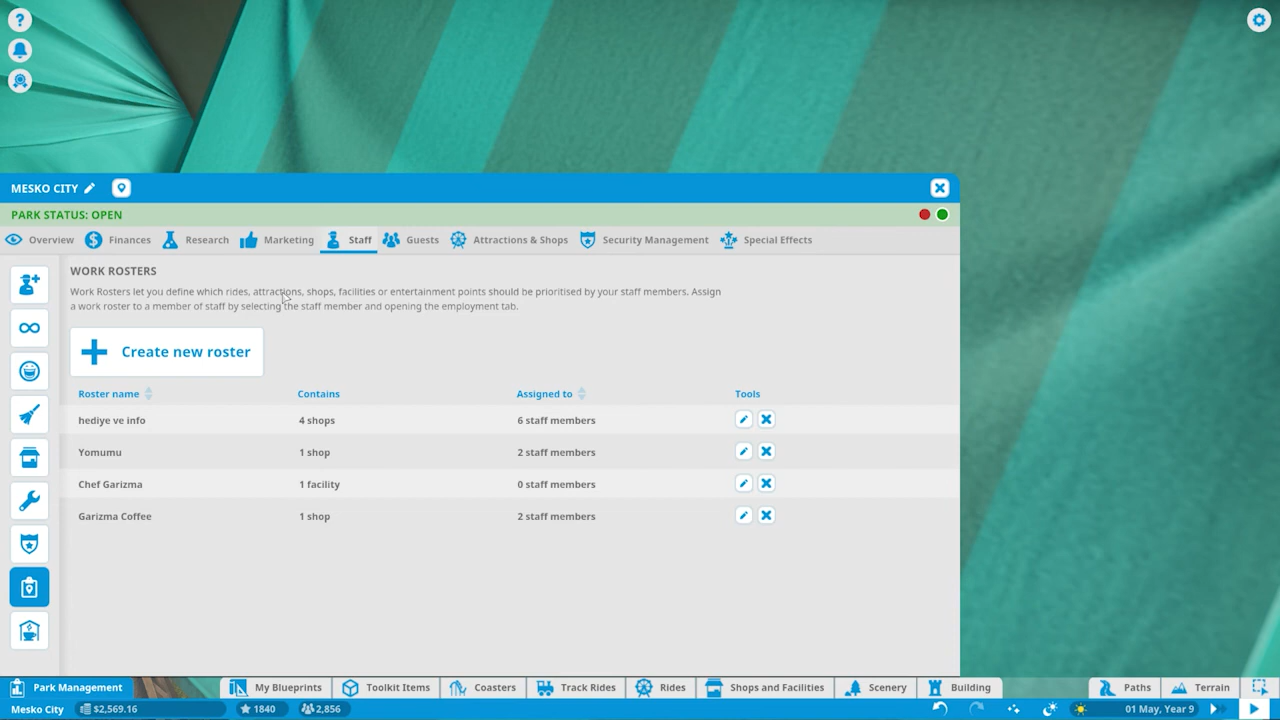 MESKO CITY
PARK STATUS: OPEN
Overview Finances Research Marketing Staff Guests Attractions & Shops Security Management Special Effects
WORK ROSTERS
Work Rosters let you define which rides, attractions, shops, facilities or entertainment points should be prioritised by your staff members. Assign
a work roster to a member of staff by selecting the staff member and opening the employment tab.
Create new roster
Roster name Contains Assigned to Tools
hediye ve info 4 shops 6 staff members
Yomumu 1 shop 2 staff members
Chef Garizma 1 facility 0 staff members
Garizma Coffee 1 shop 2 staff members
Park Management My Blueprints Toolkit Items Coasters Track Rides Rides Shops and Facilities Scenery Building Paths Terrain
Mesko City $2,569.16 1840 2,856 01 May, Year 9